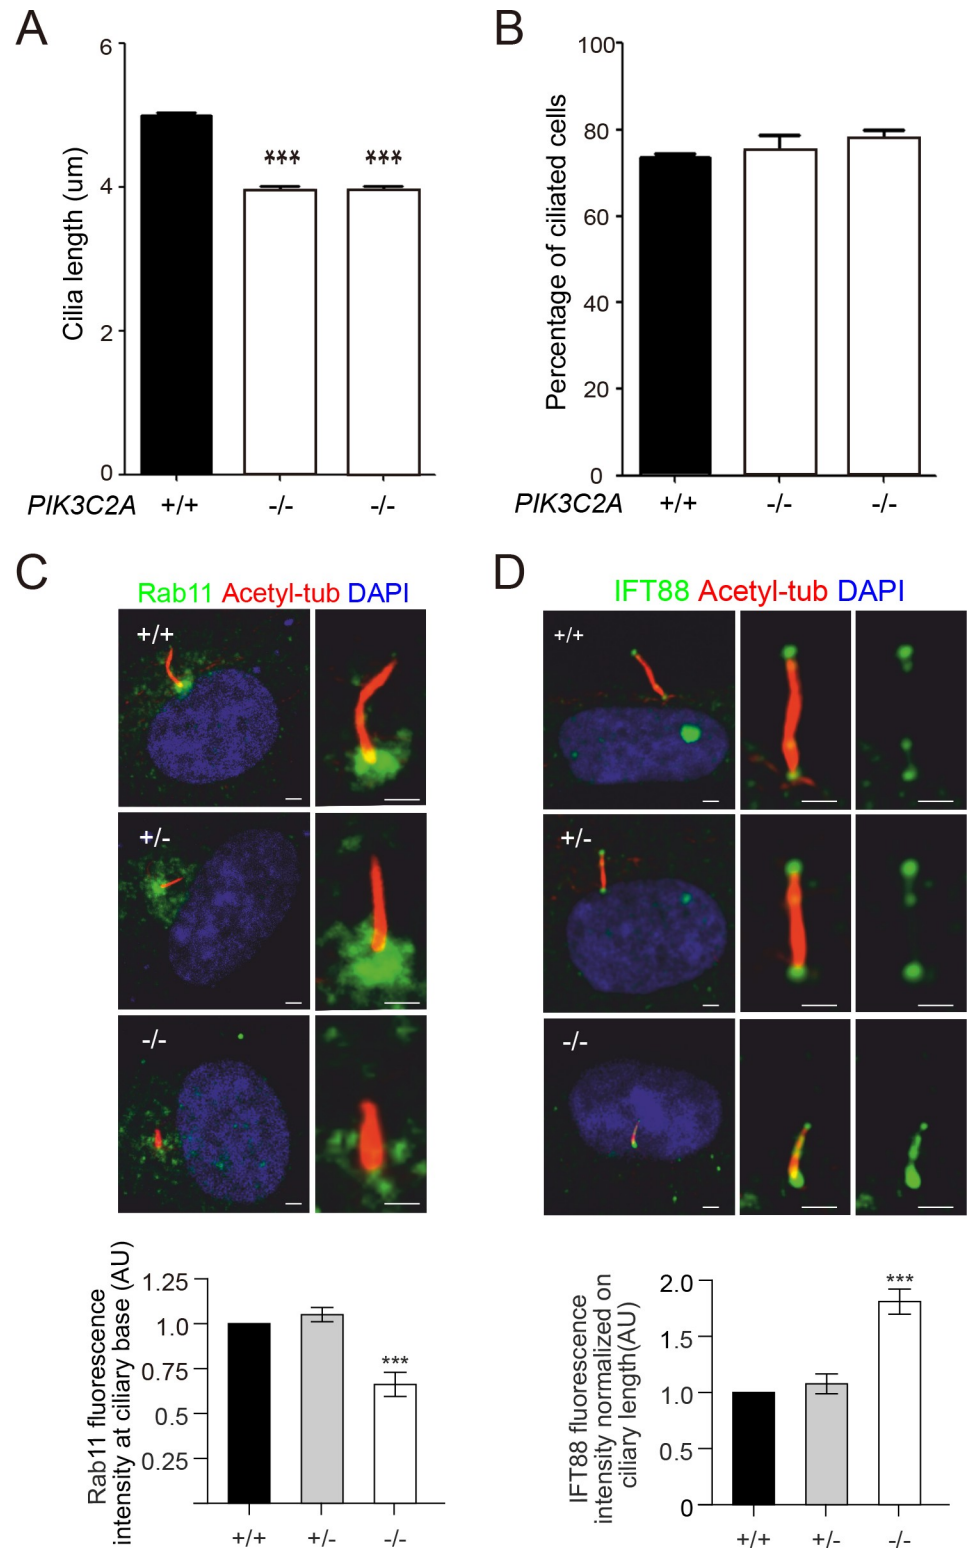 A
6
4
2
0
Cilia length (um)
*** ***
PIK3C2A +/+ -/- -/-
B
100
80
60
40
20
0
Percentage of ciliated cells
PIK3C2A +/+ -/- -/-
C
Rab11 Acetyl-tub DAPI
+/+
+/-
-/-
1.25
1.0
0.75
0.5
0.25
Rab11 fluorescence
intensity at ciliary base (AU)
***
+/+ +/- -/-
D
IFT88 Acetyl-tub DAPI
+/+
+/-
-/-
2.0
1.5
1.0
0.5
0
IFT88 fluorescence
intensity normalized on
ciliary length(AU)
***
+/+ +/- -/-